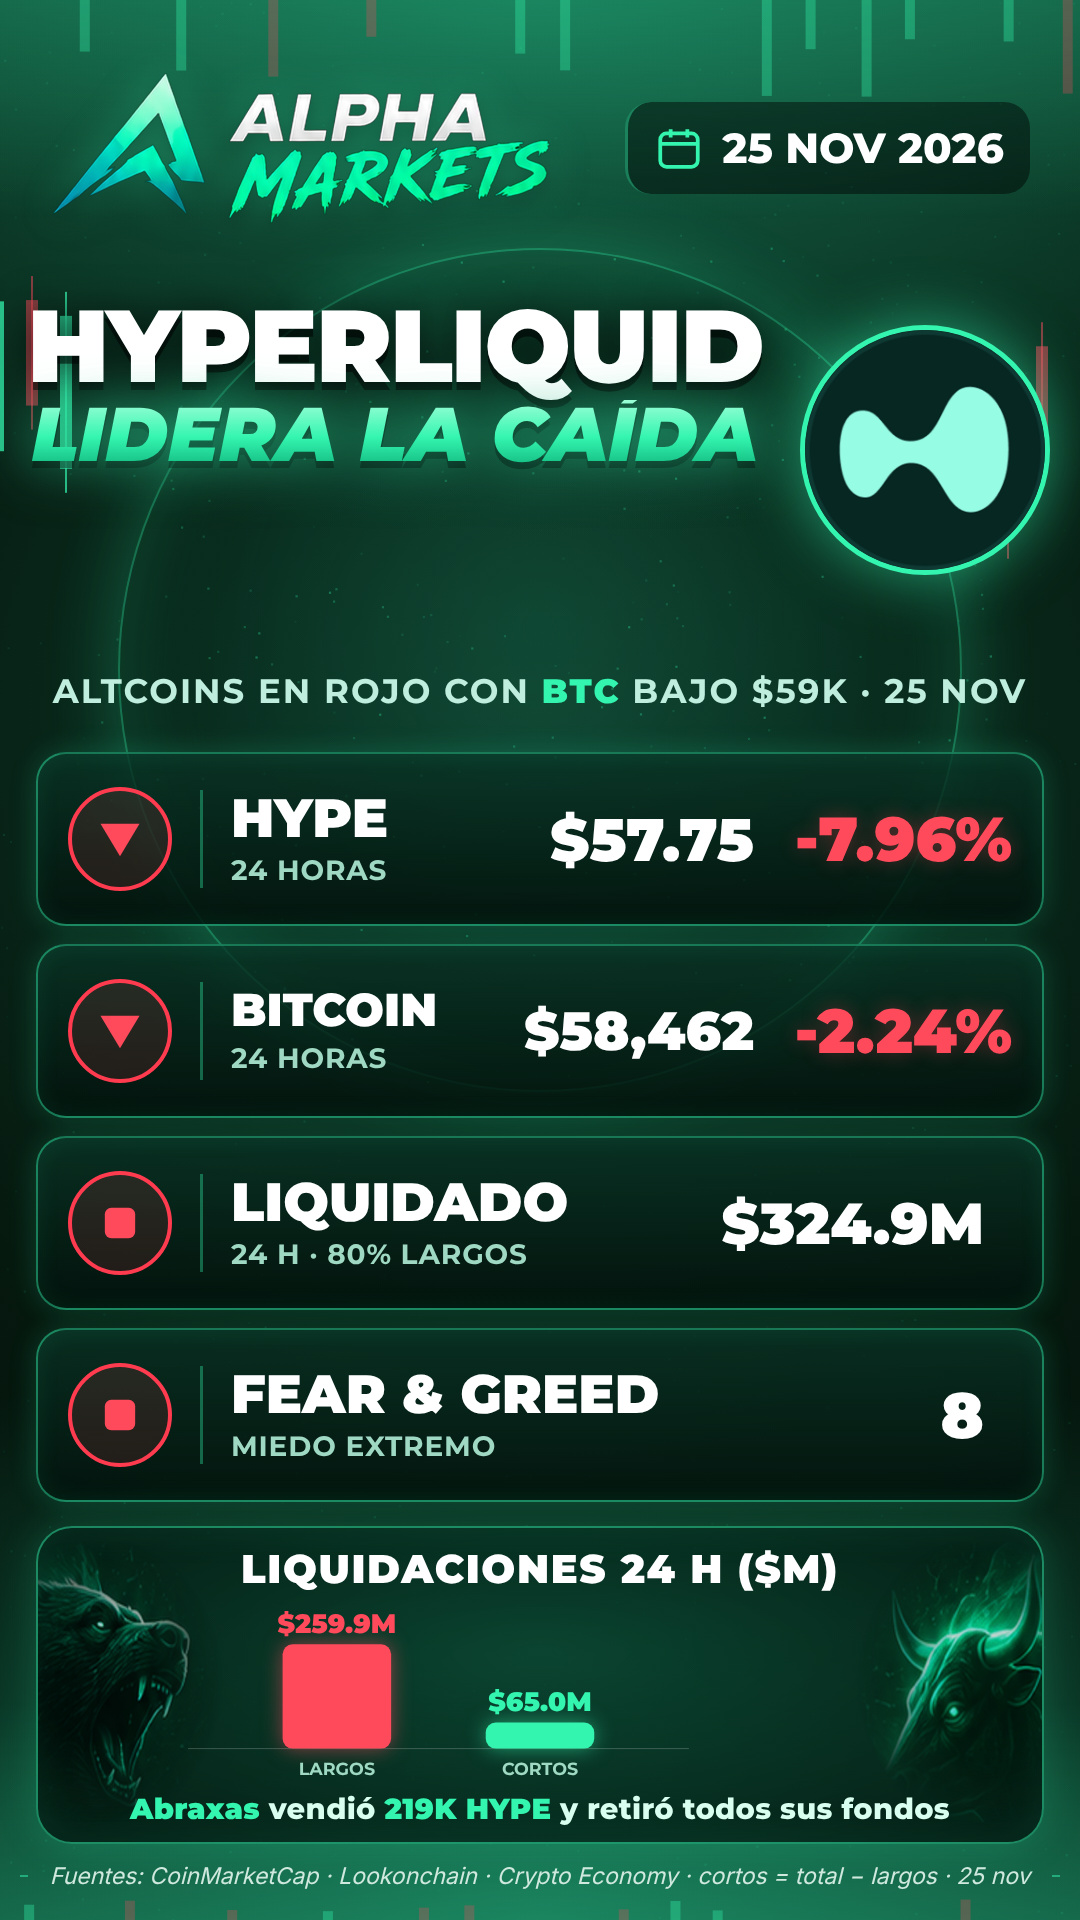 ALPHA
MARKETS
25 NOV 2026
HYPERLIQUID
LIDERA LA CAÍDA
ALTCOINS EN ROJO CON BTC BAJO $59K · 25 NOV
HYPE
24 HORAS
$57.75 -7.96%
BITCOIN
24 HORAS
$58,462 -2.24%
LIQUIDADO
24 H · 80% LARGOS
$324.9M
FEAR & GREED
MIEDO EXTREMO
8
LIQUIDACIONES 24 H ($M)
$259.9M
$65.0M
LARGOS CORTOS
Abraxas vendió 219K HYPE y retiró todos sus fondos
Fuentes: CoinMarketCap · Lookonchain · Crypto Economy · cortos = total – largos · 25 nov